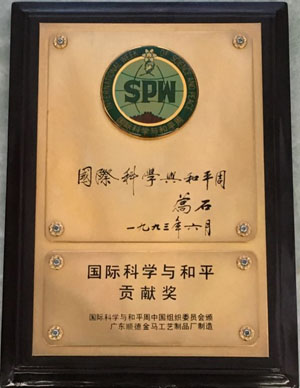 SPW
國際科學與和平周
萬石
一九九三年六月
国际科学与和平
贡献奖
国际科学与和平周中国组织委员会颁
广东顺德金马工艺制品厂制造